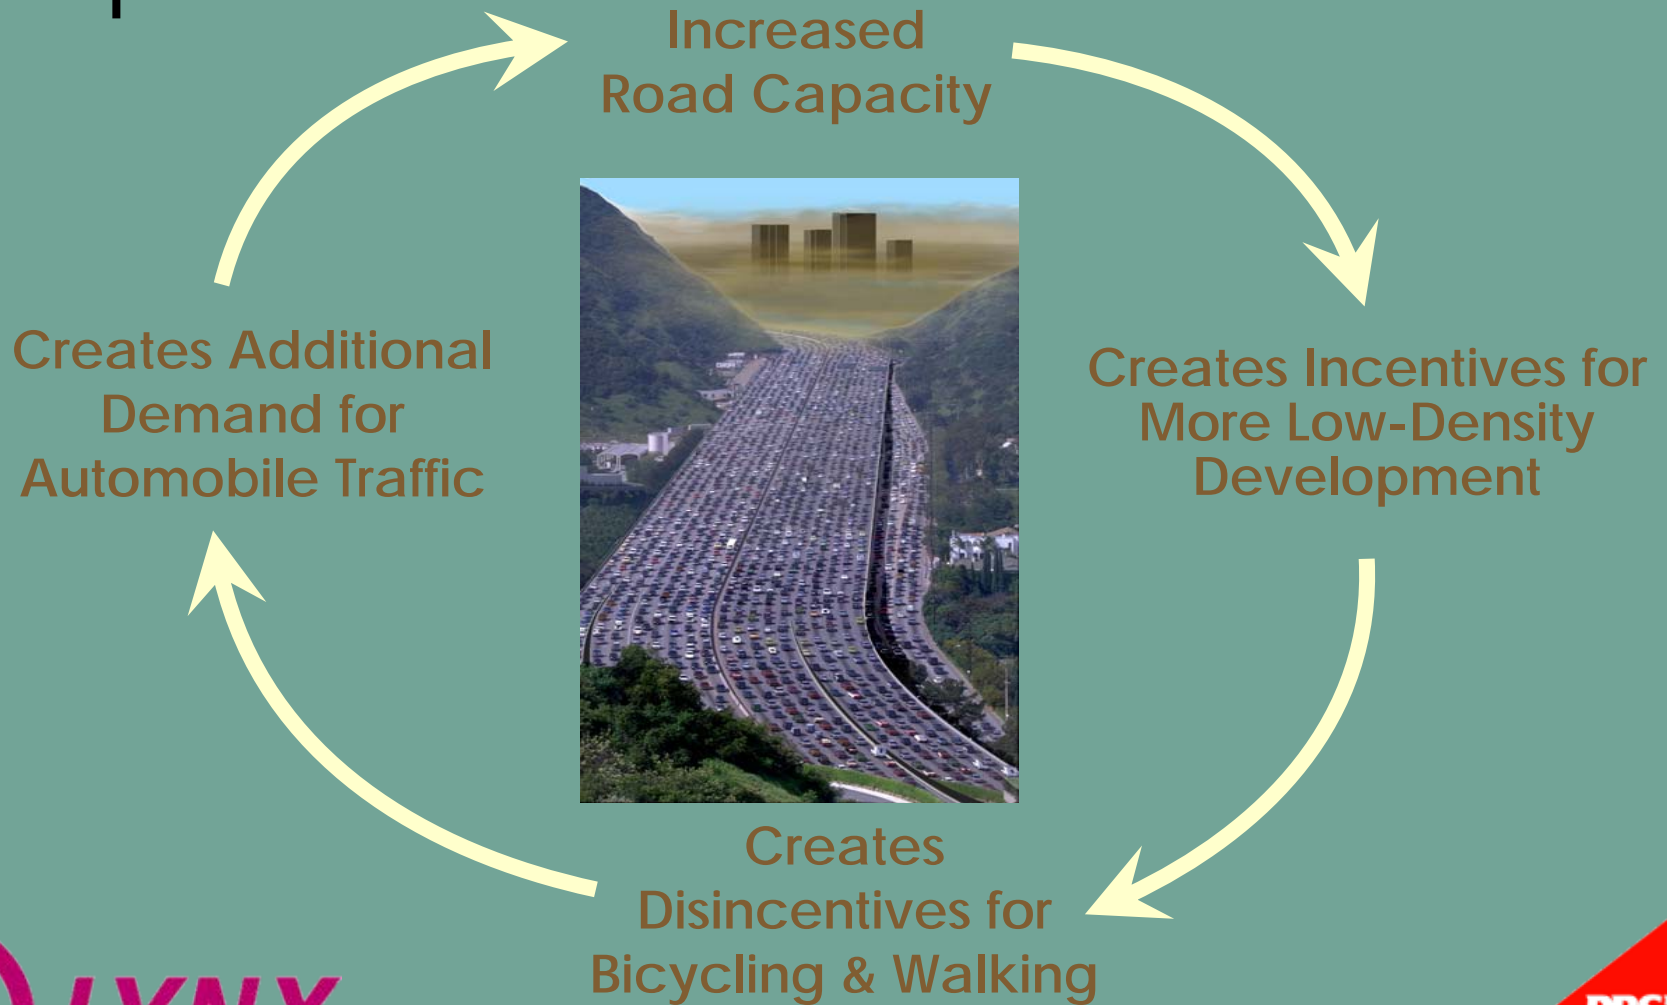 Increased
Road Capacity
Creates Additional
Demand for
Automobile Traffic
Creates Incentives for
More Low-Density
Development
Creates
Disincentives for
Bicycling & Walking
LYNX